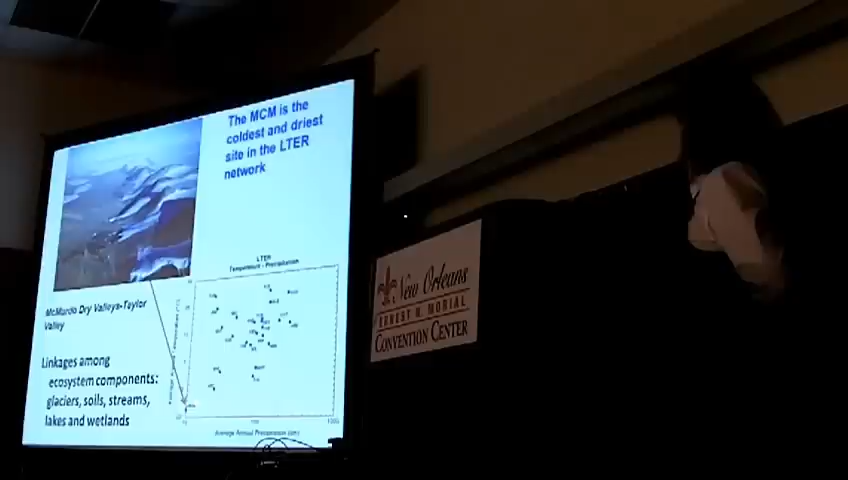 The MCM is the
coldest and driest
site in the LTER
network
McMurdo Dry Valleys-Taylor
Valley
Linkages among
ecosystem components:
glaciers, soils, streams,
lakes and wetlands
LTER
Temperature - Precipitation
Average Annual Precipitation (cm)
New Orleans
ERNEST N. MORIAL
CONVENTION CENTER